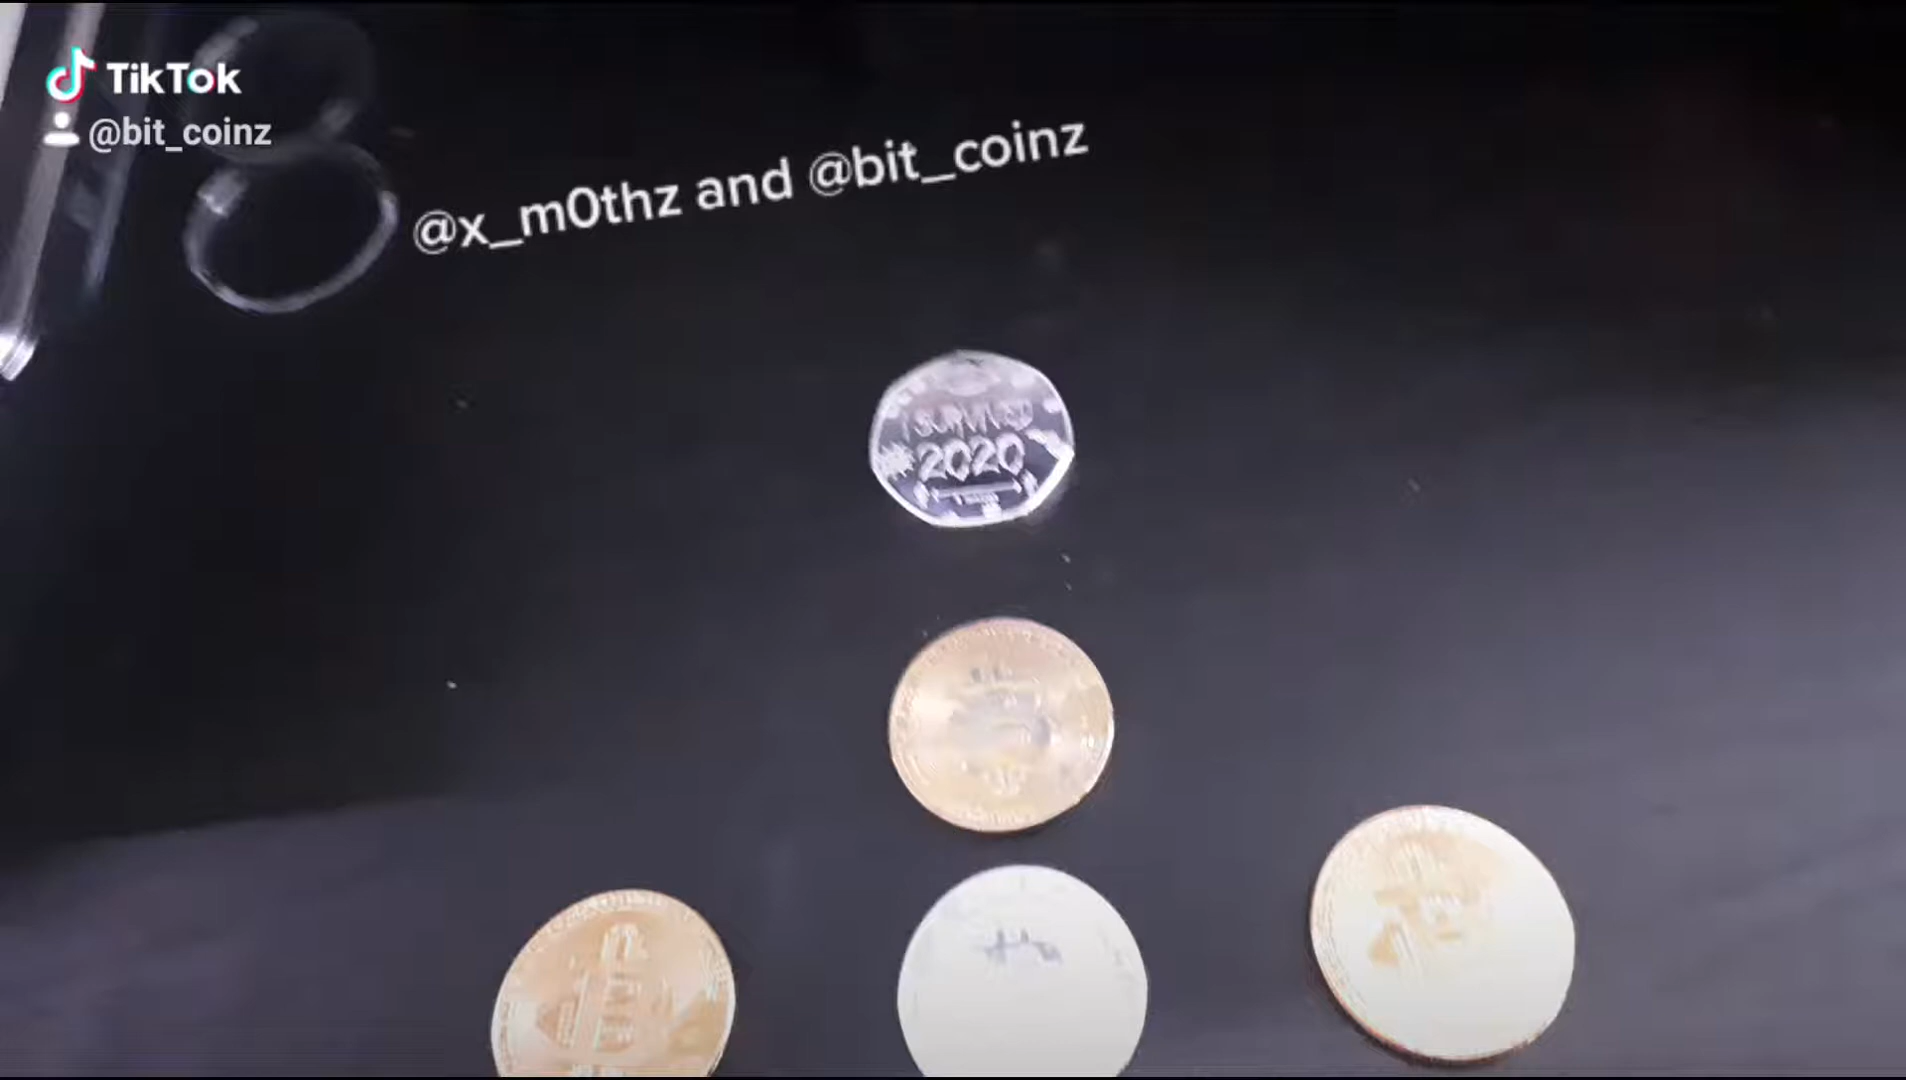 TikTok
@bit_coinz
@x_m0thz and @bit_coinz
I SURVIVED
2020